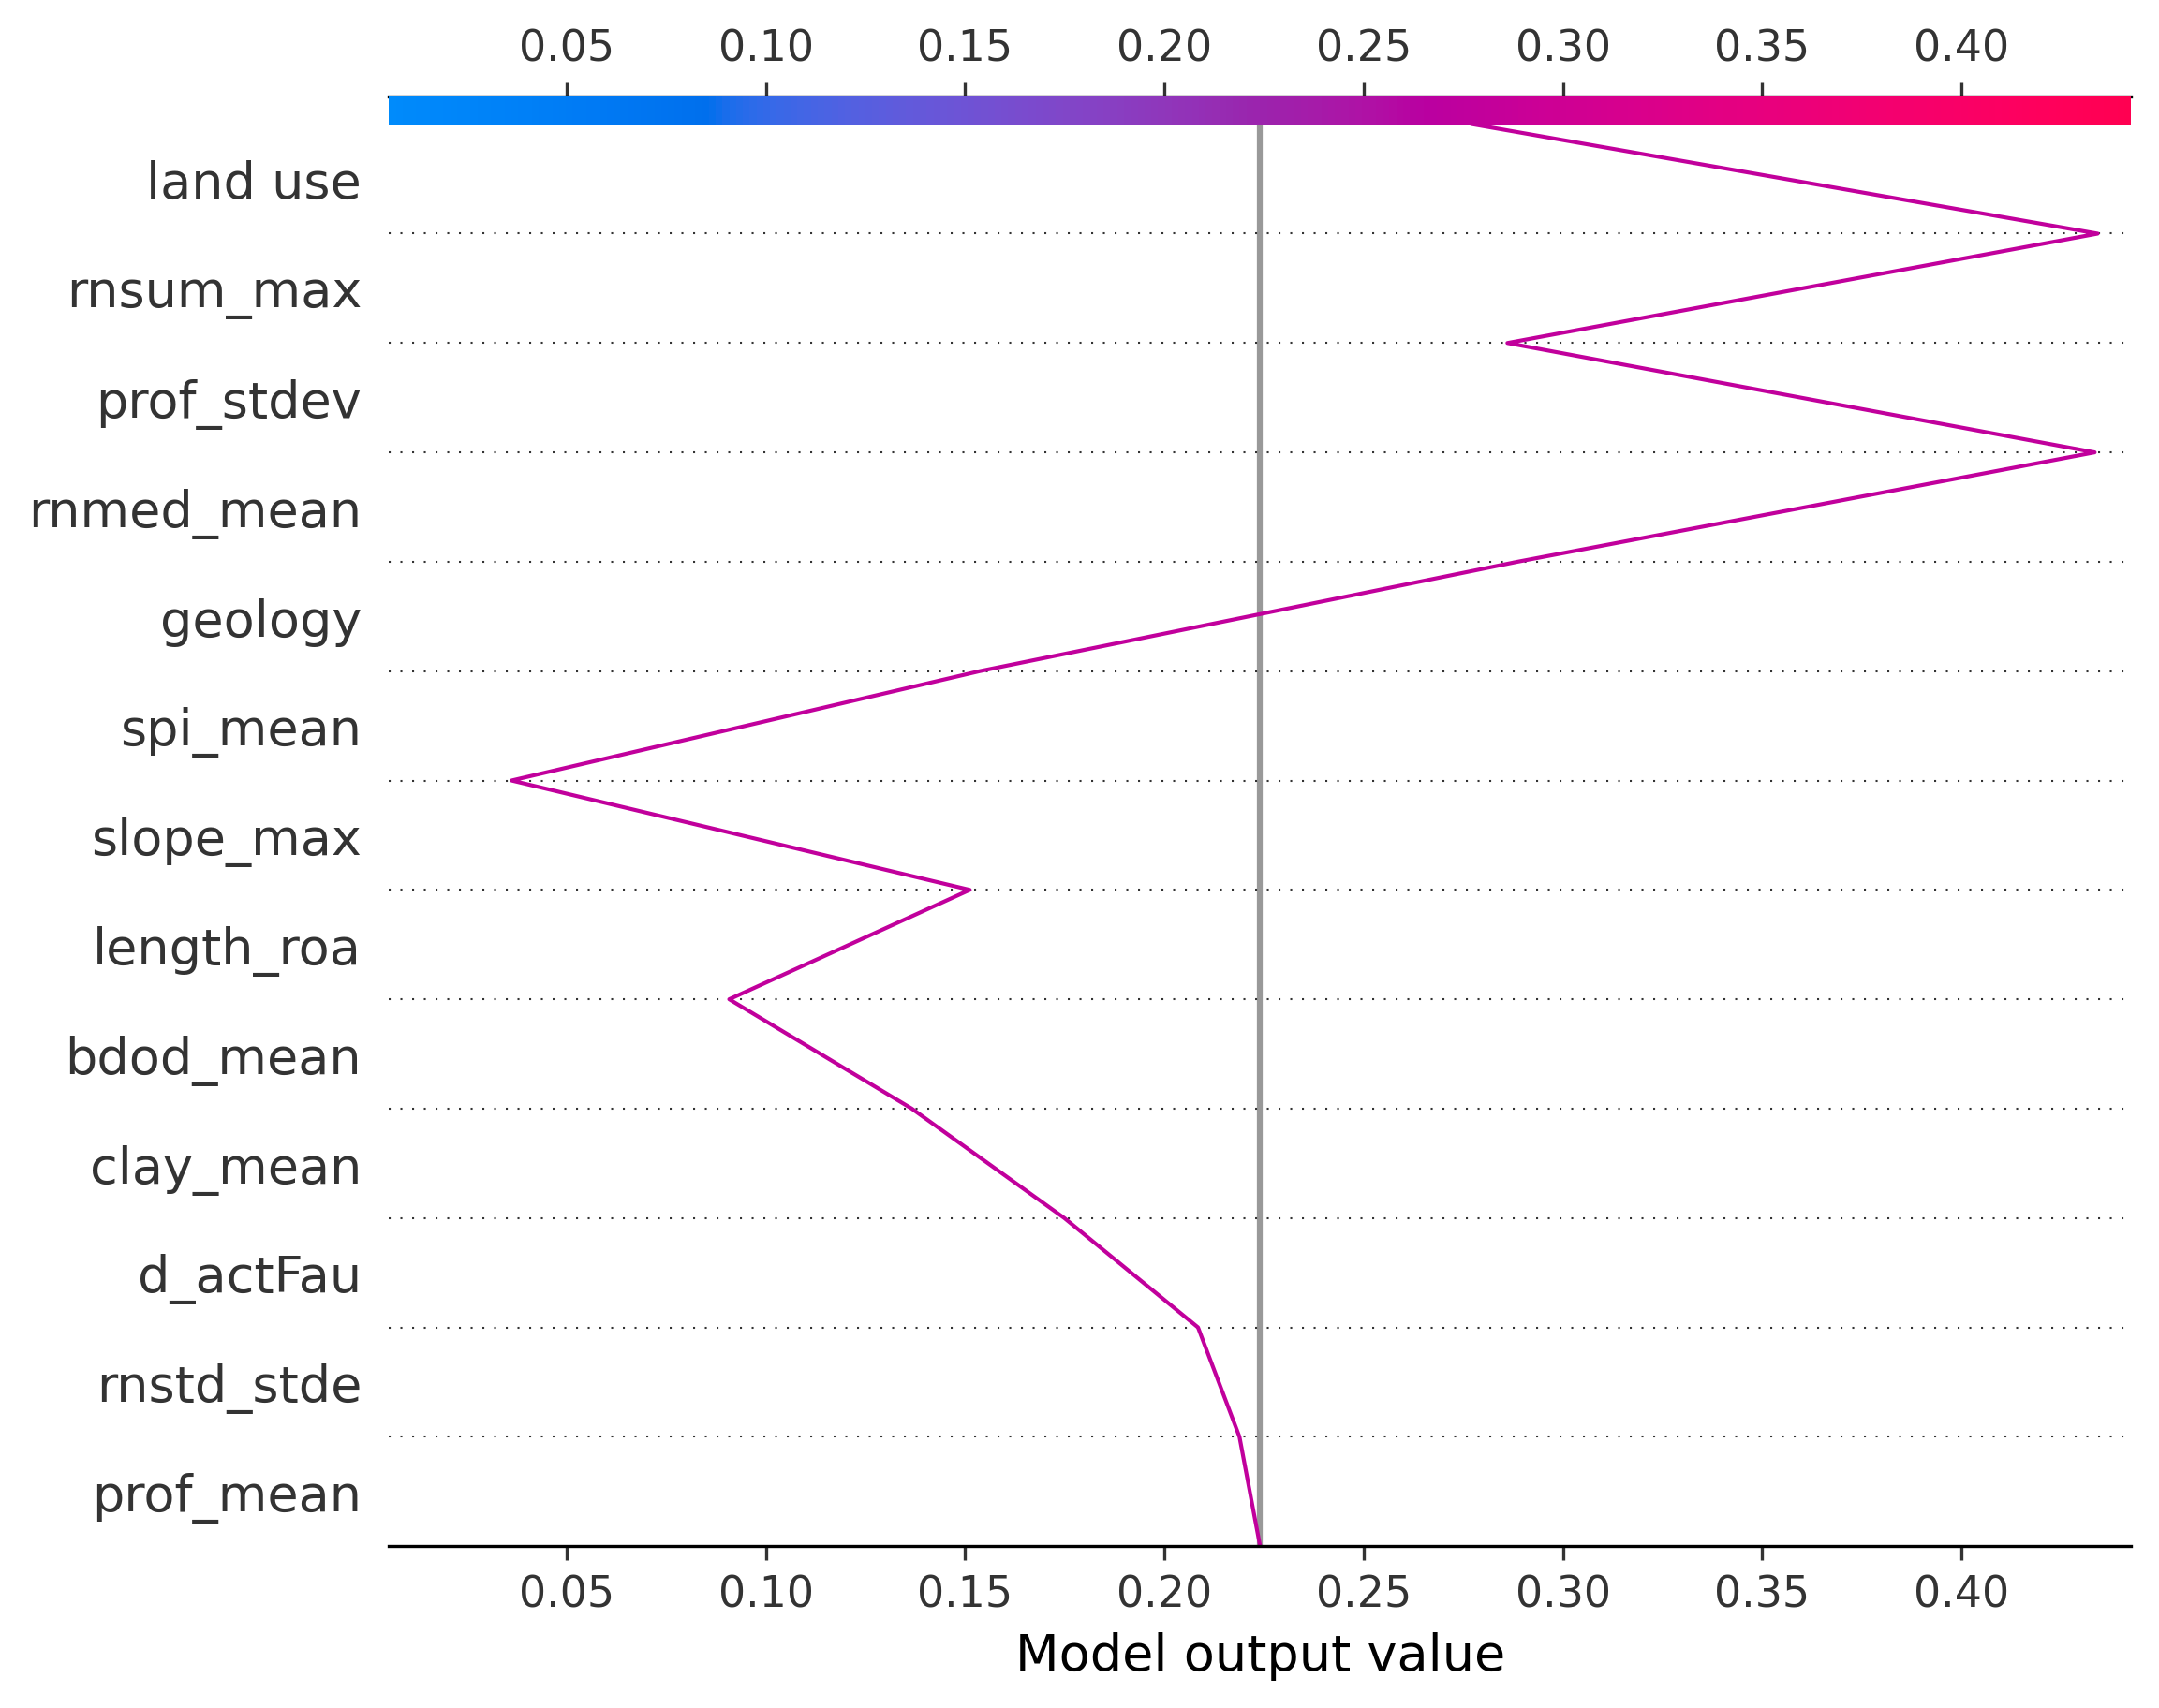 0.05 0.10 0.15 0.20 0.25 0.30 0.35 0.40
land use
rnsum_max
prof_stdev
rnmed_mean
geology
spi_mean
slope_max
length_roa
bdod_mean
clay_mean
d_actFau
rnstd_stde
prof_mean
0.05 0.10 0.15 0.20 0.25 0.30 0.35 0.40
Model output value